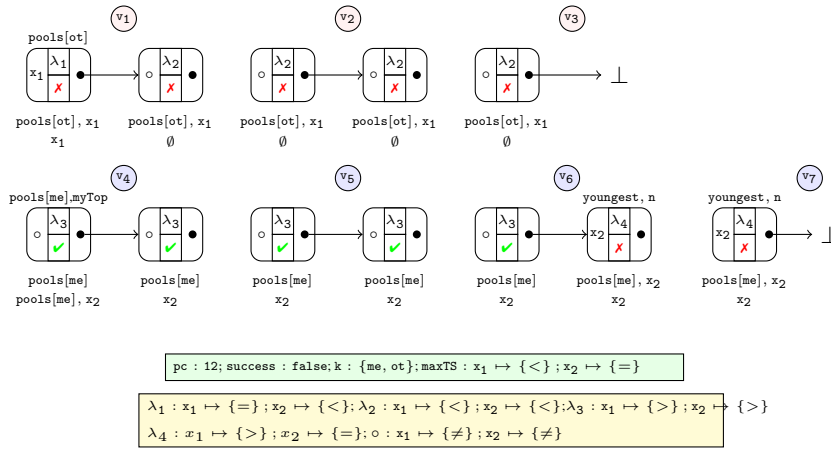 v1 v2 v3
pools[ot]
x1 λ1 ✗ λ2 ✗ λ2 ✗ λ2 ✗ λ2 ✗ ⊥
pools[ot], x1 pools[ot], x1 pools[ot], x1 pools[ot], x1 pools[ot], x1
x1 ∅ ∅ ∅ ∅
v4 v5 v6 v7
pools[me],myTop youngest, n youngest, n
λ3 ✔ λ3 ✔ λ3 ✔ λ3 ✔ λ3 ✔ x2 λ4 ✗ x2 λ4 ✗ ⊥
pools[me] pools[me] pools[me] pools[me] pools[me] pools[me], x2 pools[me], x2
pools[me], x2 x2 x2 x2 x2 x2 x2
pc : 12; success : false; k : {me, ot}; maxTS : x1 ↦ {<} ; x2 ↦ {=}
λ1 : x1 ↦ {=} ; x2 ↦ {<}; λ2 : x1 ↦ {<} ; x2 ↦ {<};λ3 : x1 ↦ {>} ; x2 ↦ {>}
λ4 : x1 ↦ {>} ; x2 ↦ {=}; ○ : x1 ↦ {≠} ; x2 ↦ {≠}